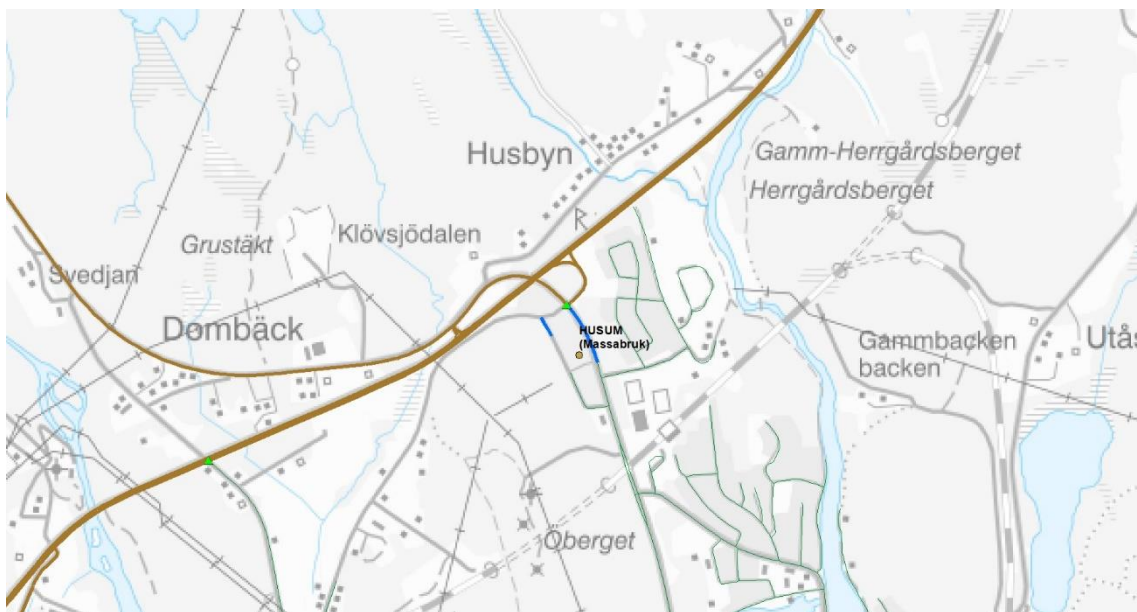 Husbyn
Gamm-Herrgårdsberget
Herrgårdsberget
Klövsjödalen
Grustäkt
Svedjan
Dombäck
HUSUM
(Massabruk)
Gammbacken
backen
Utås
Öberget